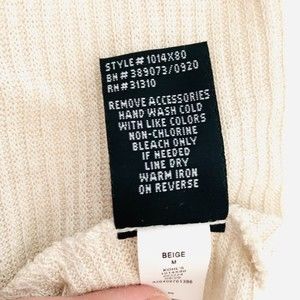 STYLE# 1014X80
BN# 389073/0920
RN# 31310
REMOVE ACCESSORIES
HAND WASH COLD
WITH LIKE COLORS
NON-CHLORINE
BLEACH ONLY
IF NEEDED
LINE DRY
WARM IRON
ON REVERSE
BEIGE
M
KOHL'S